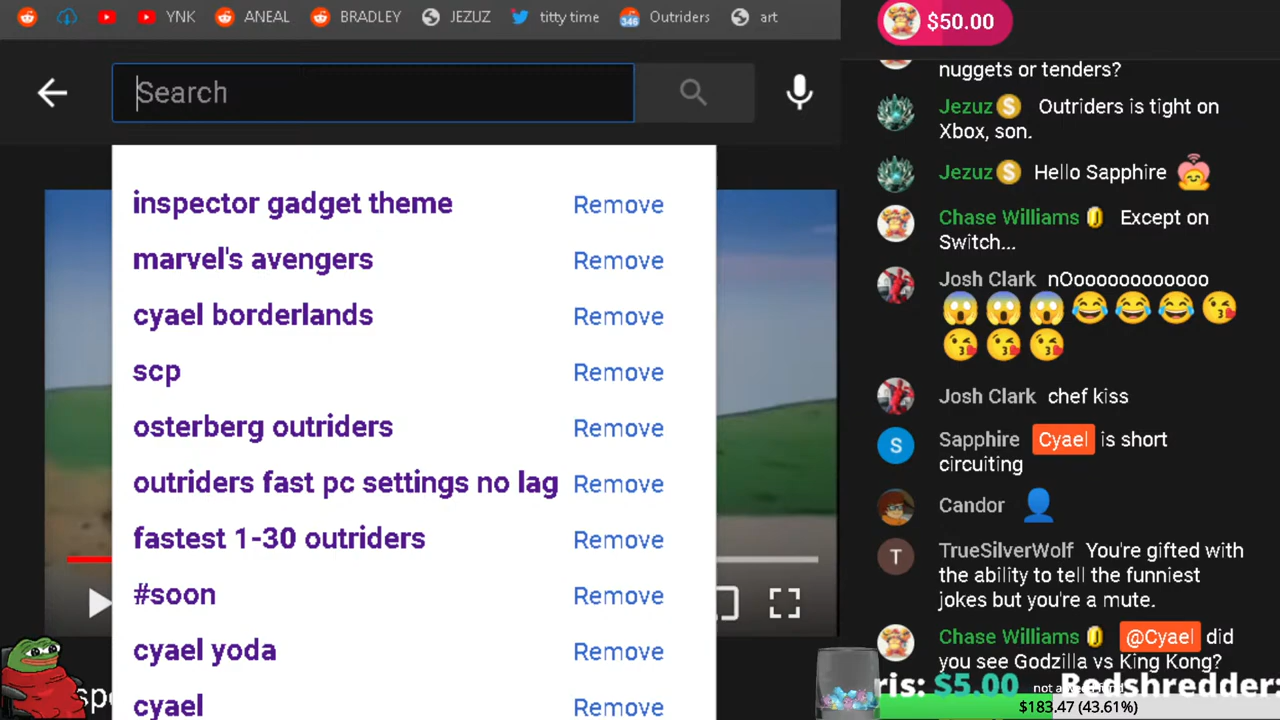 YNK ANEAL BRADLEY JEZUZ titty time 346 Outriders art
Search
inspector gadget theme Remove
marvel's avengers Remove
cyael borderlands Remove
scp Remove
osterberg outriders Remove
outriders fast pc settings no lag Remove
fastest 1-30 outriders Remove
#soon Remove
cyael yoda Remove
cyael Remove
$50.00
nuggets or tenders?
Jezuz S Outriders is tight on
Xbox, son.
Jezuz S Hello Sapphire
Chase Williams Except on
Switch...
Josh Clark nOoooooooooooo
Josh Clark chef kiss
S Sapphire Cyael is short
circuiting
Candor
T TrueSilverWolf You're gifted with
the ability to tell the funniest
jokes but you're a mute.
Chase Williams @Cyael did
you see Godzilla vs King Kong?
ris: $5.00 Bedshredder:
$183.47 (43.61%)